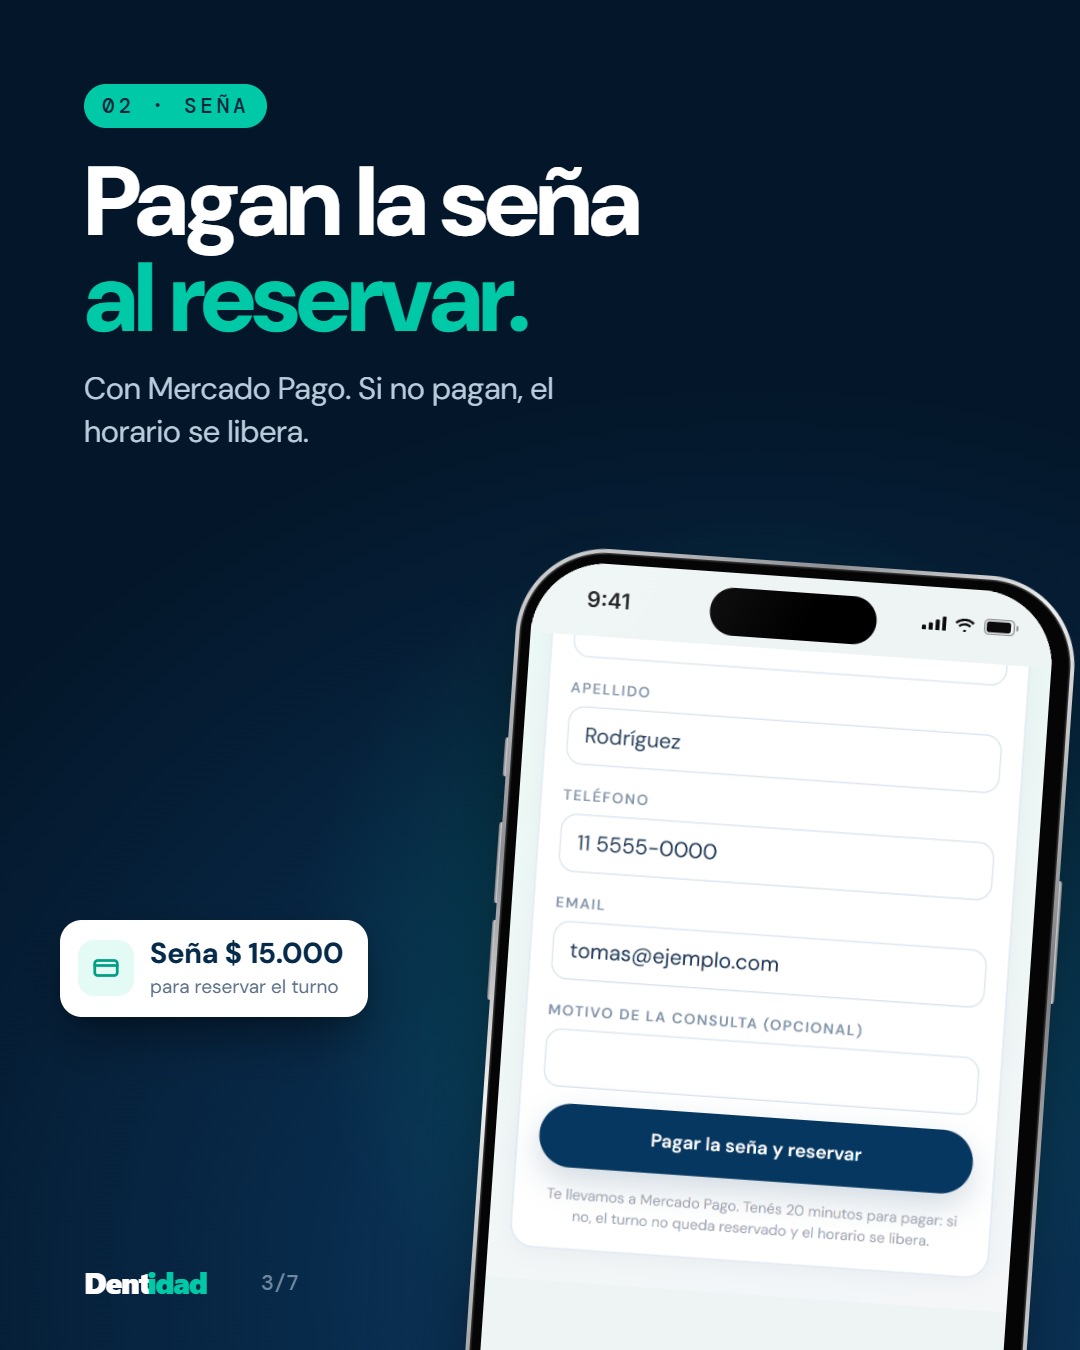 02 · SEÑA
Pagan la seña
al reservar.
Con Mercado Pago. Si no pagan, el
horario se libera.
9:41
APELLIDO
Rodríguez
TELÉFONO
11 5555-0000
EMAIL
tomas@ejemplo.com
MOTIVO DE LA CONSULTA (OPCIONAL)
Pagar la seña y reservar
Te llevamos a Mercado Pago. Tenés 20 minutos para pagar: si
no, el turno no queda reservado y el horario se libera.
Seña $ 15.000
para reservar el turno
Dentidad
3/7